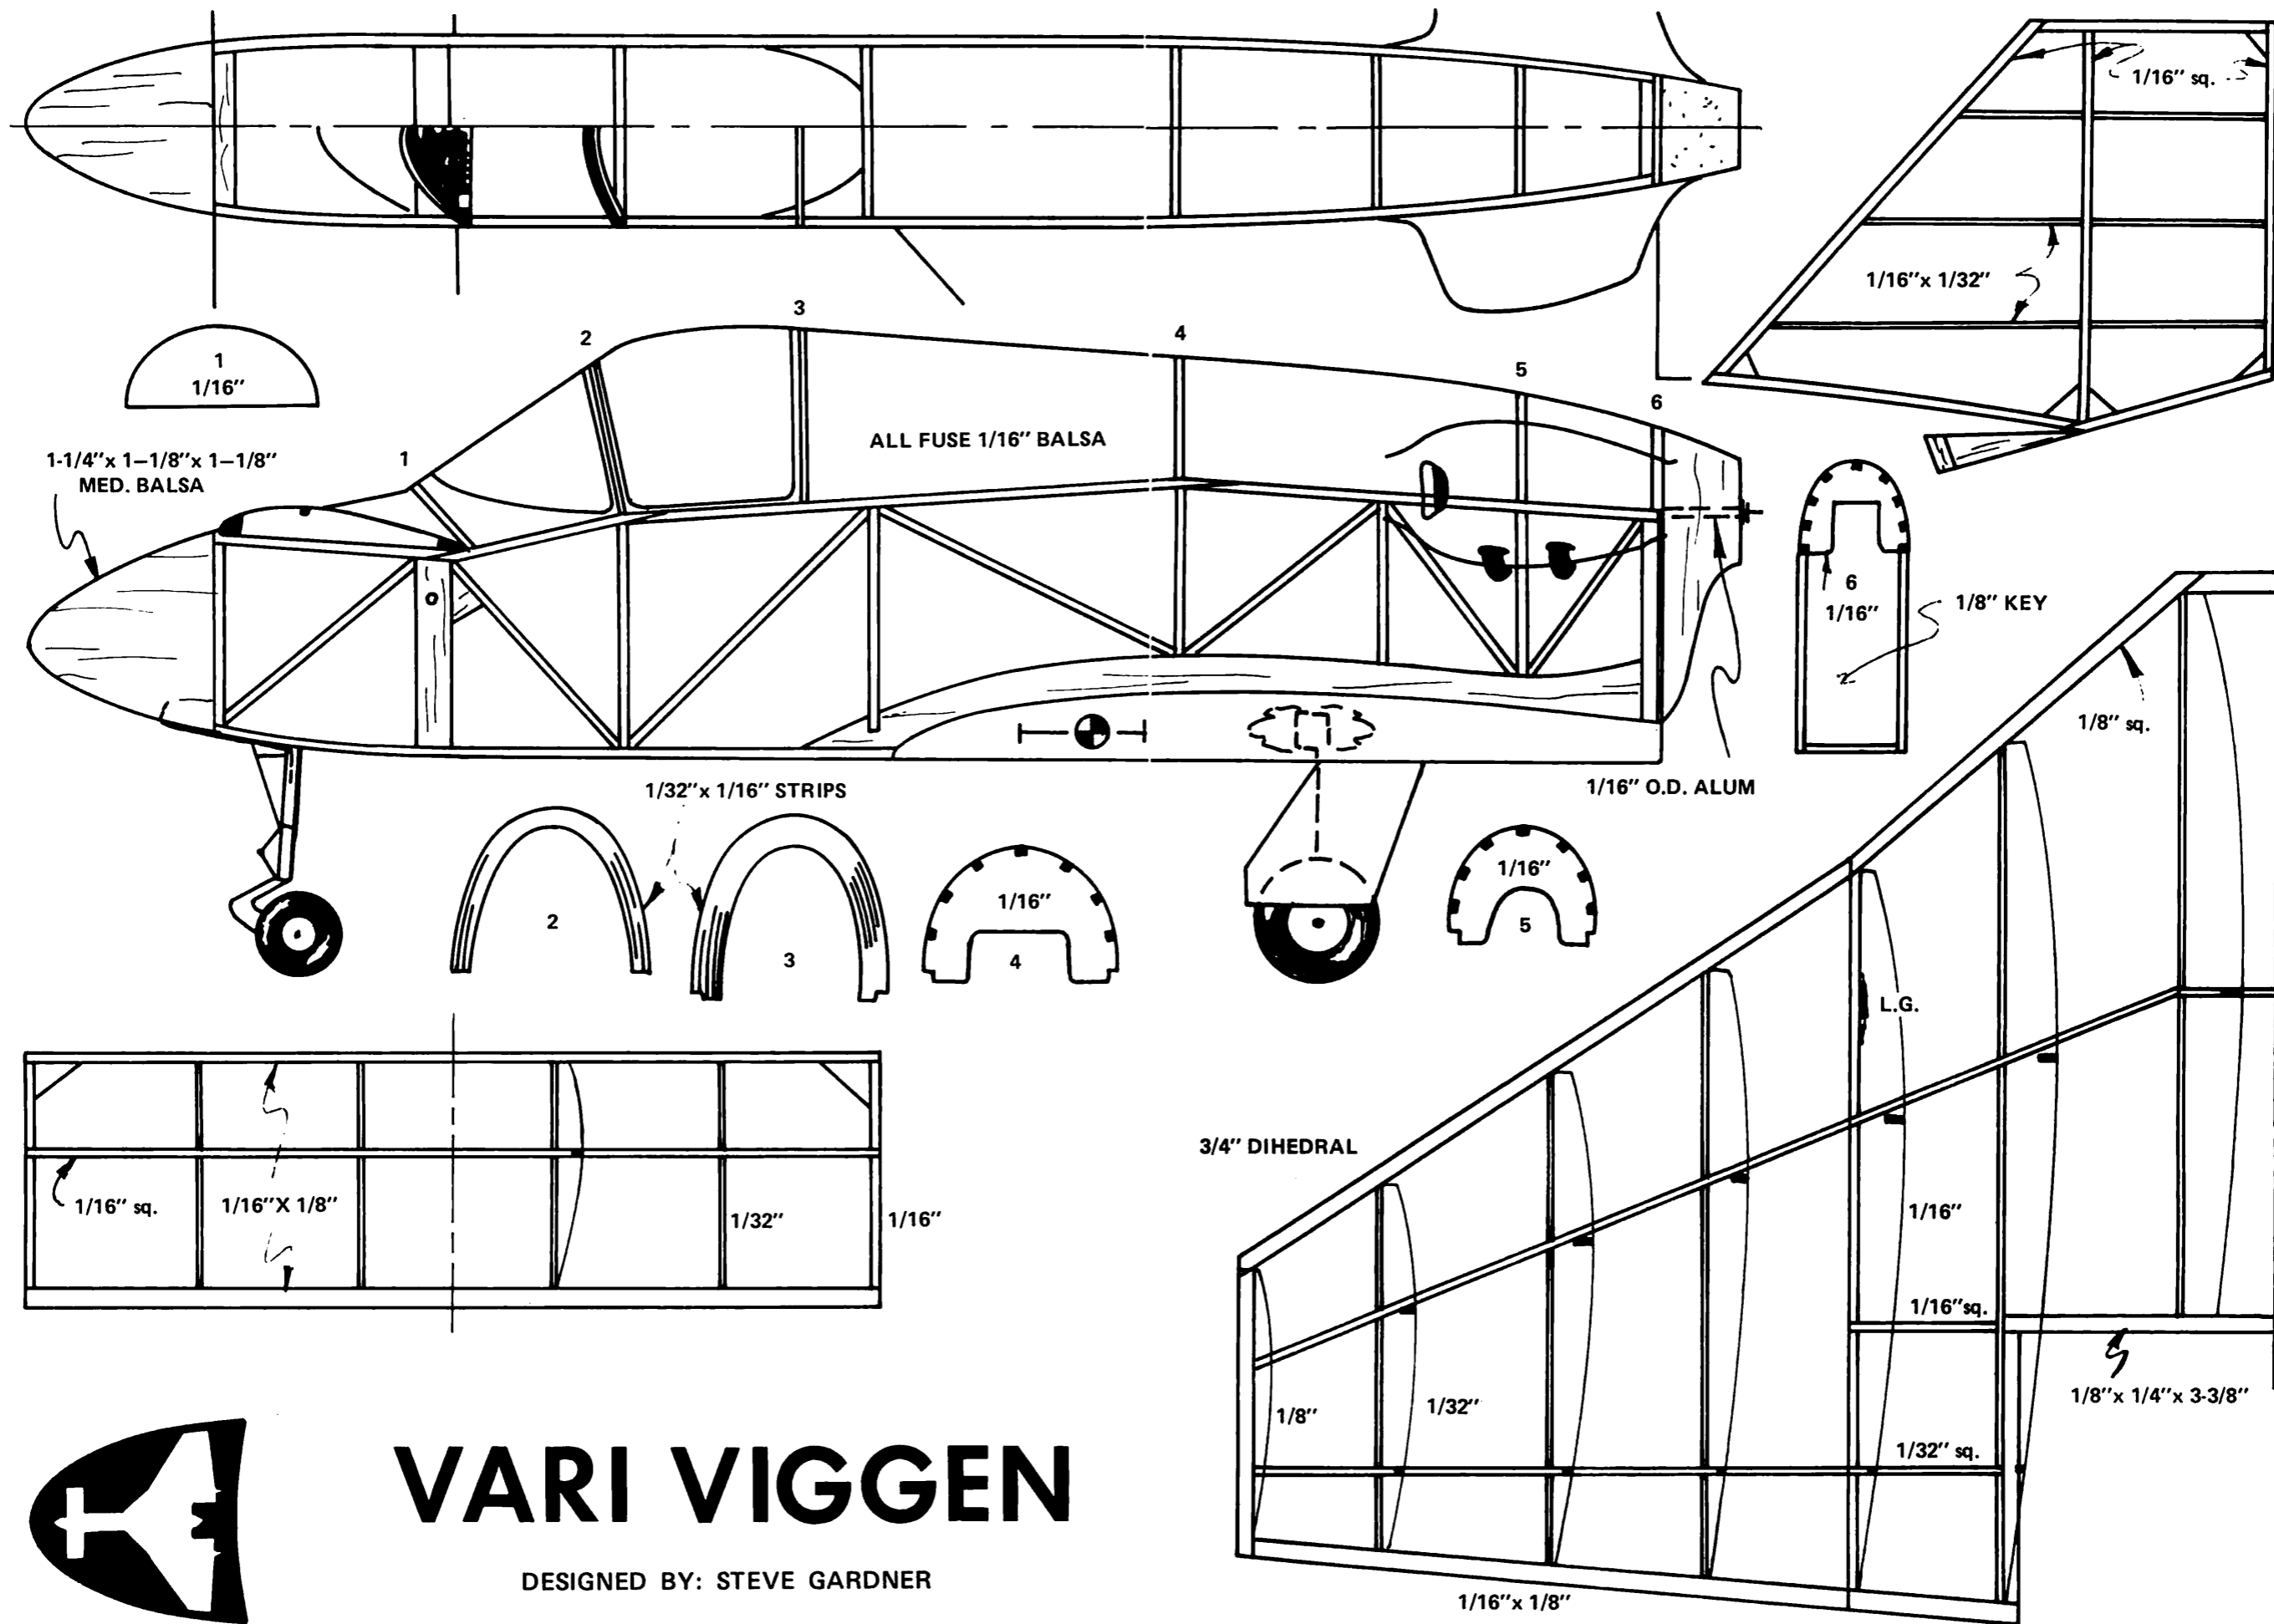 1/16" sq.
1/16" x 1/32"
1
1/16"
1-1/4" x 1–1/8" x 1–1/8"
MED. BALSA
1
2
3
4
5
6
ALL FUSE 1/16" BALSA
6
1/16"
1/8" KEY
1/8" sq.
1/16" O.D. ALUM
1/32" x 1/16" STRIPS
2
3
1/16"
4
1/16"
5
L.G.
3/4" DIHEDRAL
1/16" sq.
1/16" X 1/8"
1/32"
1/16"
1/16"
1/16" sq.
1/8" x 1/4" x 3-3/8"
1/8"
1/32"
1/32" sq.
1/16" x 1/8"
VARI VIGGEN
DESIGNED BY: STEVE GARDNER